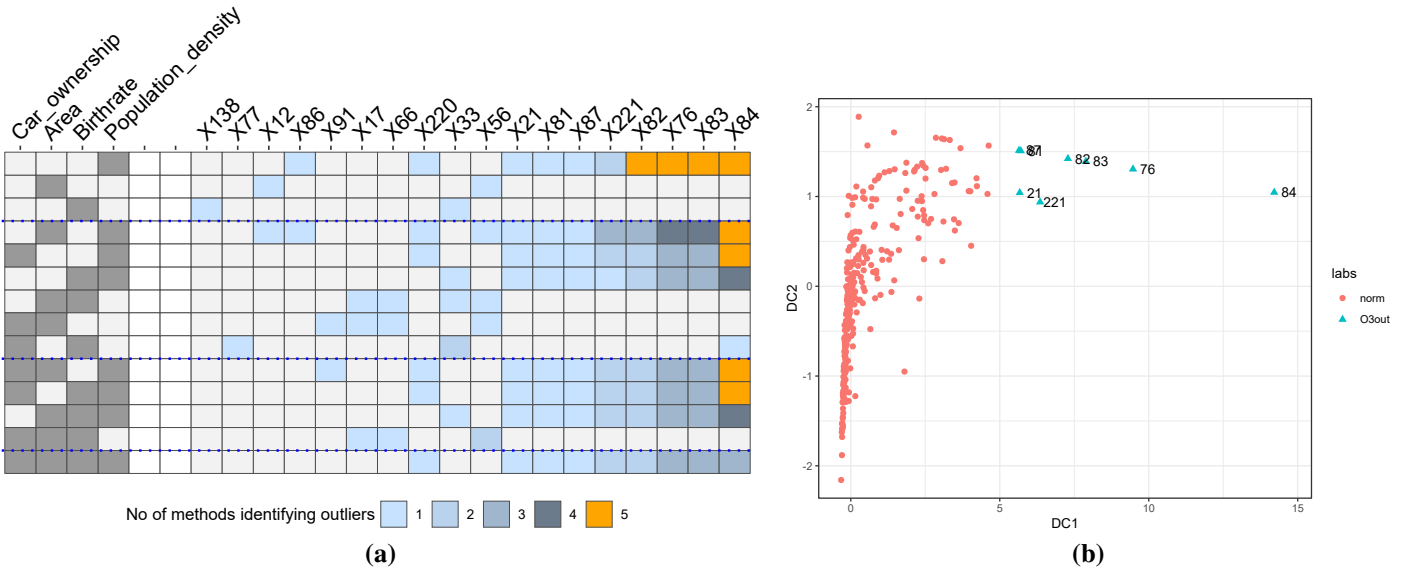 Car_ownership
Area
Birthrate
Population_density
X138
X77
X12
X86
X91
X17
X66
X220
X33
X56
X21
X81
X87
X221
X82
X76
X83
X84
No of methods identifying outliers 1 2 3 4 5
(a)
2
1
0
-1
-2
DC2
87
81
82
83
76
21
221
84
0 5 10 15
DC1
labs
norm
O3out
(b)